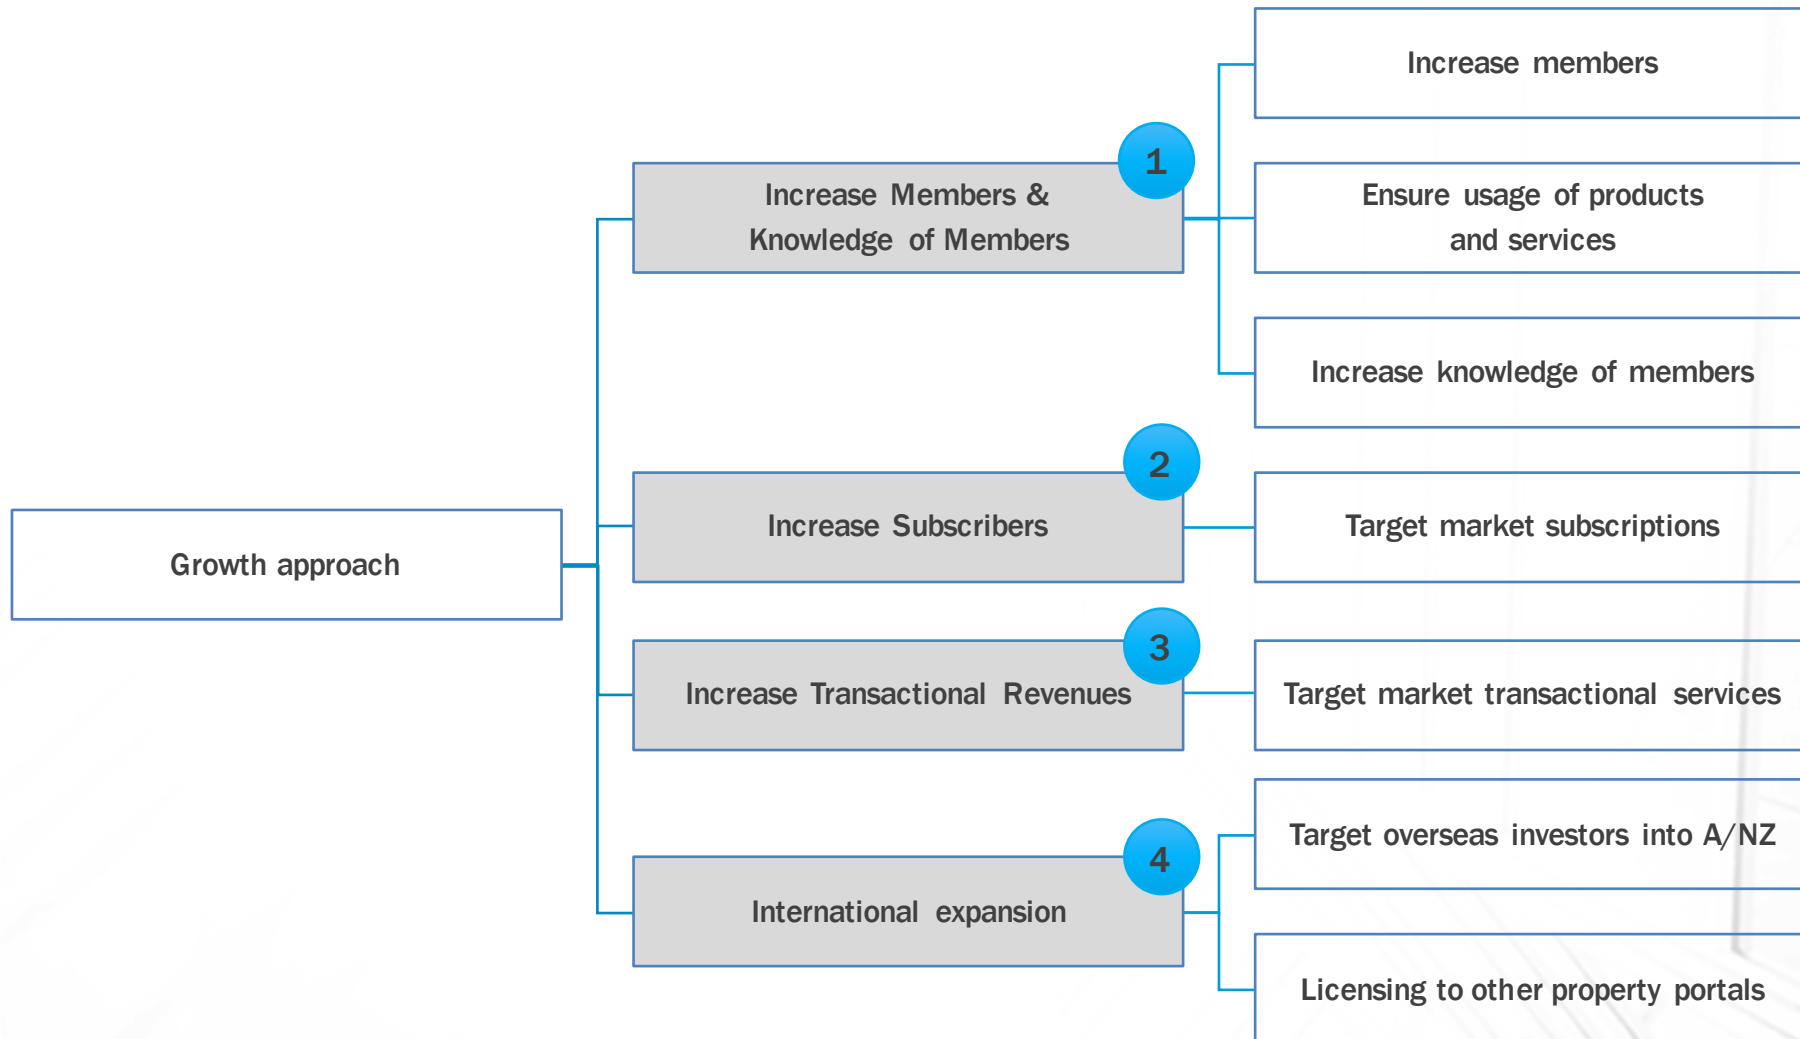 Growth approach
1
Increase Members &
Knowledge of Members
Increase members
Ensure usage of products
and services
Increase knowledge of members
2
Increase Subscribers
Target market subscriptions
3
Increase Transactional Revenues
Target market transactional services
4
International expansion
Target overseas investors into A/NZ
Licensing to other property portals